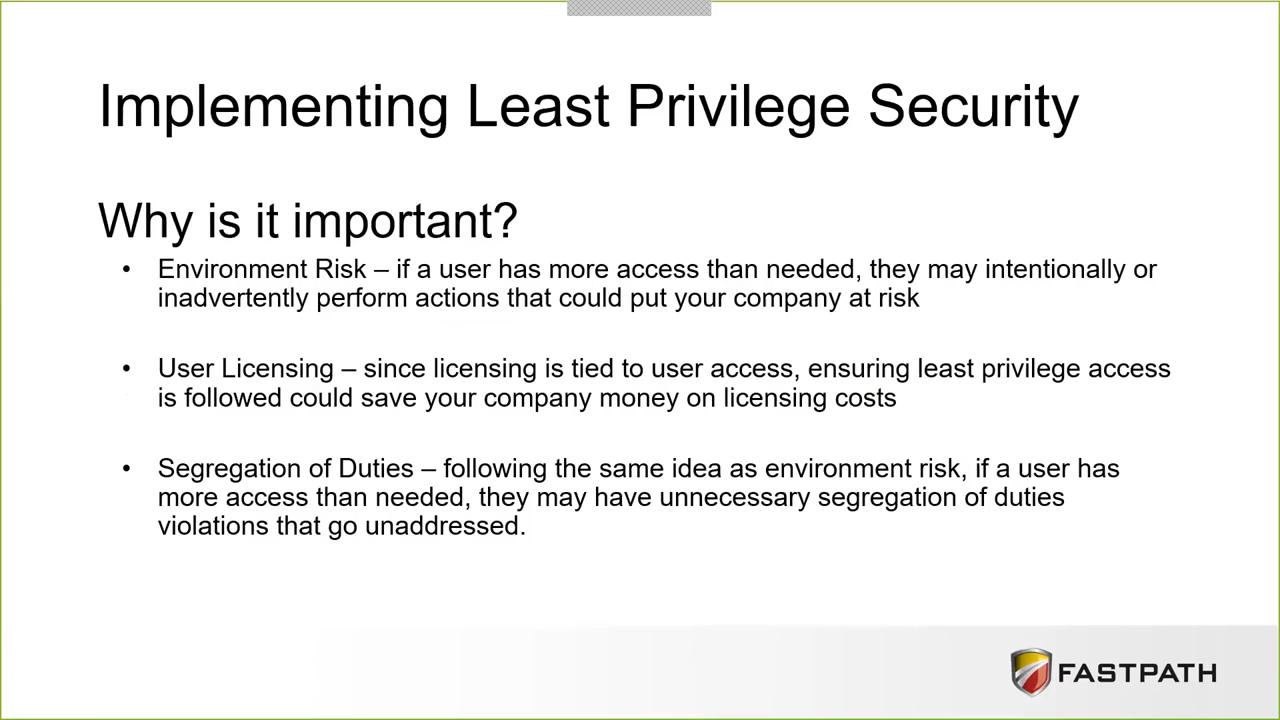 Implementing Least Privilege Security
Why is it important?
• Environment Risk – if a user has more access than needed, they may intentionally or
inadvertently perform actions that could put your company at risk
• User Licensing – since licensing is tied to user access, ensuring least privilege access
is followed could save your company money on licensing costs
• Segregation of Duties – following the same idea as environment risk, if a user has
more access than needed, they may have unnecessary segregation of duties
violations that go unaddressed.
FASTPATH